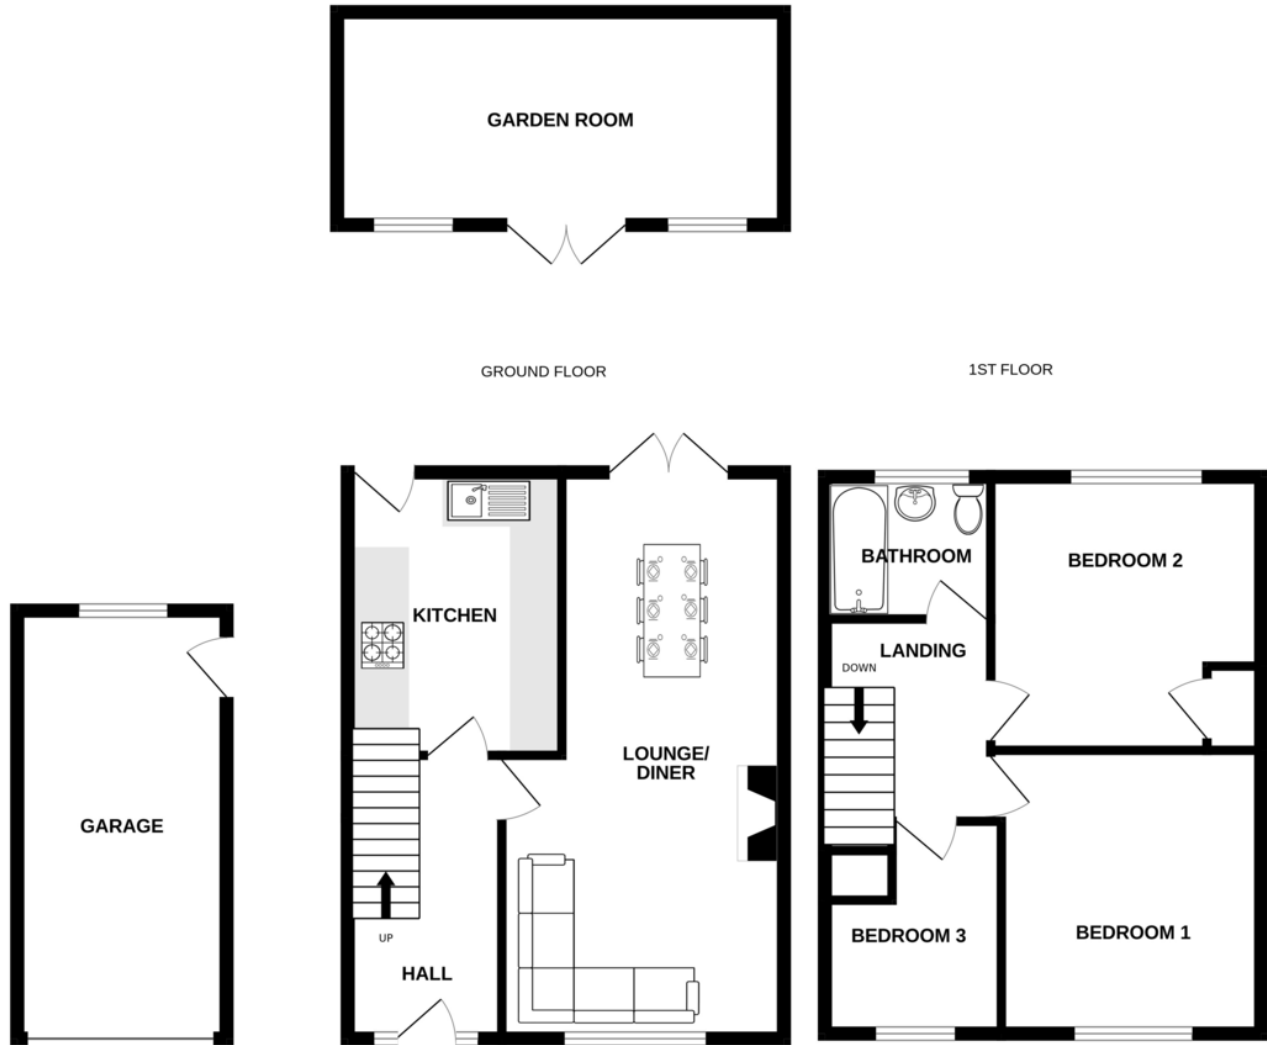 GARDEN ROOM
GROUND FLOOR
1ST FLOOR
KITCHEN
LOUNGE/
DINER
GARAGE
UP
HALL
BATHROOM
BEDROOM 2
LANDING
DOWN
BEDROOM 3
BEDROOM 1